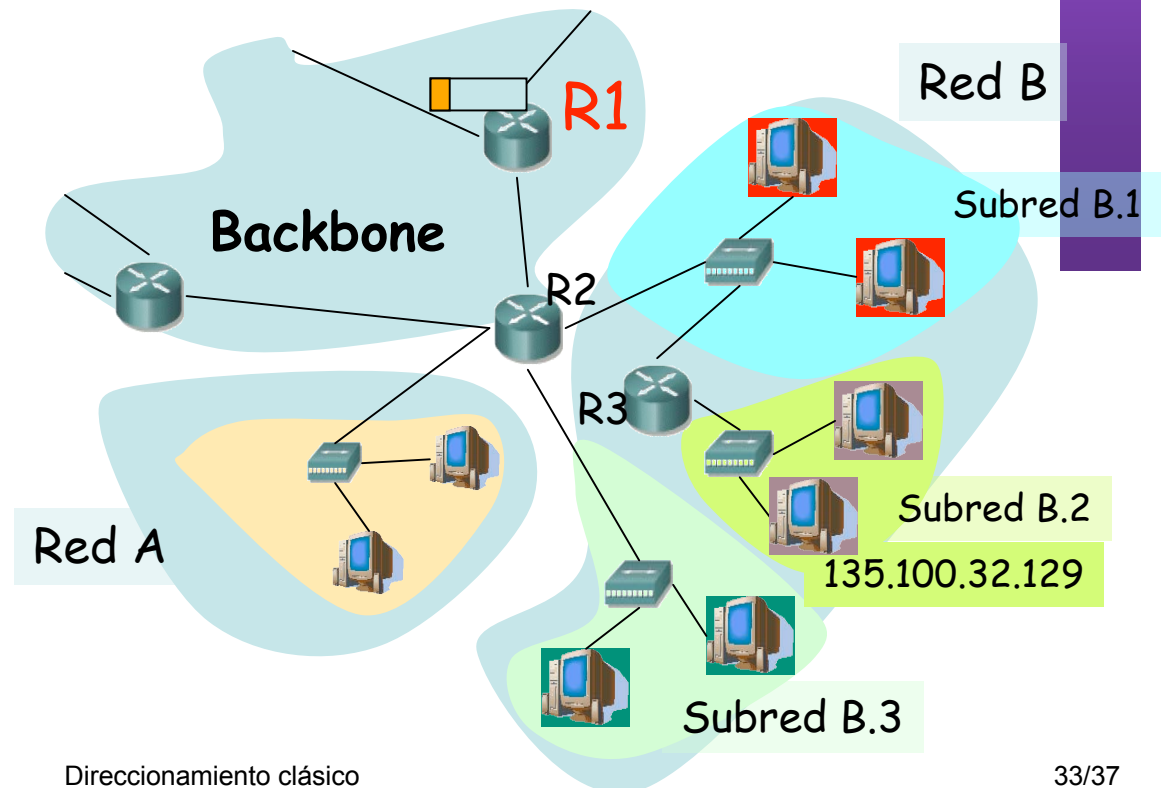 R1
Red B
Subred B.1
Backbone
R2
R3
Red A
Subred B.2
135.100.32.129
Subred B.3
Direccionamiento clásico
33/37